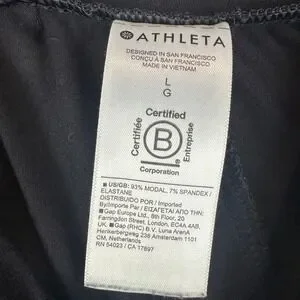 ATHLETA
DESIGNED IN SAN FRANCISCO
CONÇU À SAN FRANCISCO
MADE IN VIETNAM
L
G
Certified
Certifiée
B
Entreprise
Corporation
■ US/GB: 93% MODAL, 7% SPANDEX/
ELASTANE
DISTRIBUIDO POR / Imported
By/Importe Per / ΕΙΣΑΓΕΤΑΙ ΑΠΟ ΤΗΝ:
Gap Europe Ltd., 8th Floor, 20
Farringdon Street, London, EC4A 4AB,
UK. Gap (RHC) B.V. Luna ArenA
Herikerbergweg 238 Amsterdam 1101
CM, Netherlands
RN 54023 / CA 17897